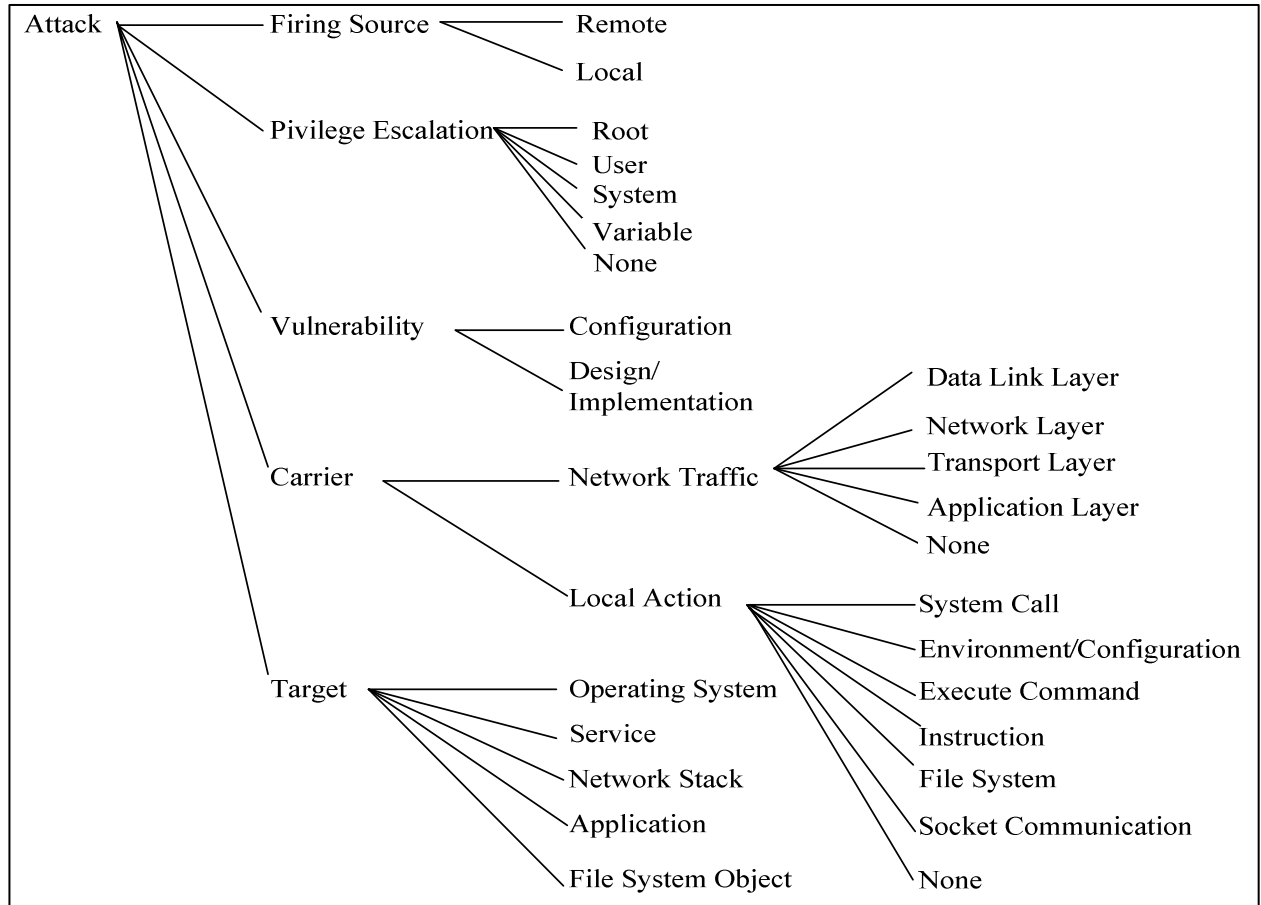 Attack
Firing Source
Remote
Local
Pivilege Escalation
Root
User
System
Variable
None
Vulnerability
Configuration
Design/
Implementation
Carrier
Network Traffic
Data Link Layer
Network Layer
Transport Layer
Application Layer
None
Local Action
System Call
Environment/Configuration
Execute Command
Instruction
File System
Socket Communication
None
Target
Operating System
Service
Network Stack
Application
File System Object